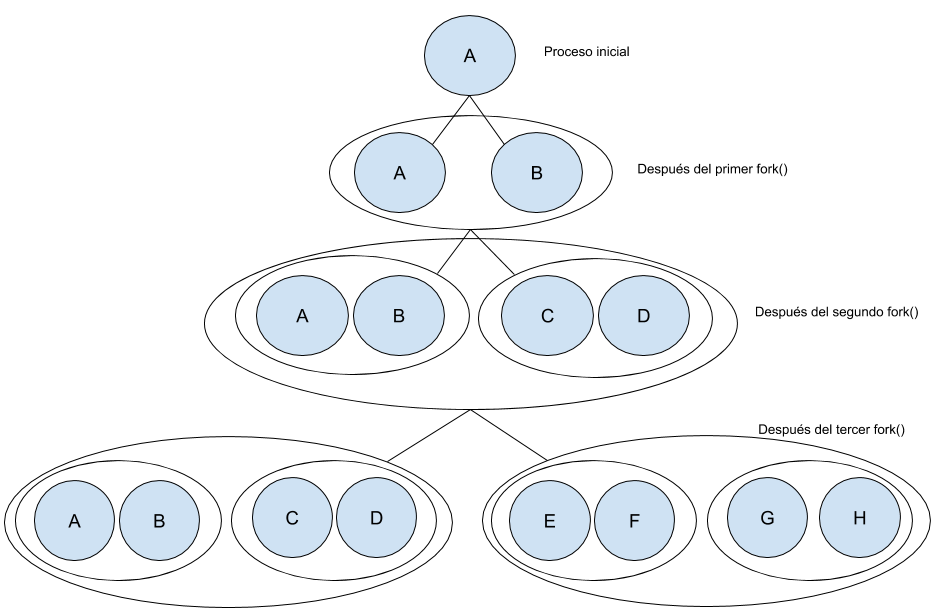 A
Proceso inicial
A B
Después del primer fork()
A B C D
Después del segundo fork()
Después del tercer fork()
A B C D E F G H